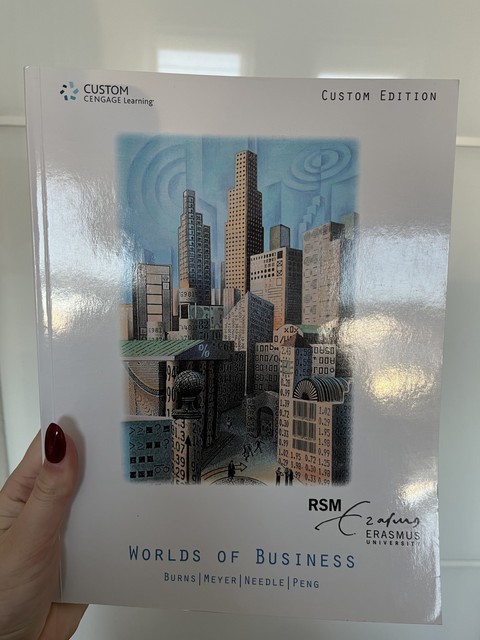 CUSTOM
CENGAGE Learning
CUSTOM EDITION
%
RSM
Erasmus
ERASMUS
UNIVERSITY
WORLDS OF BUSINESS
BURNS|MEYER|NEEDLE|PENG